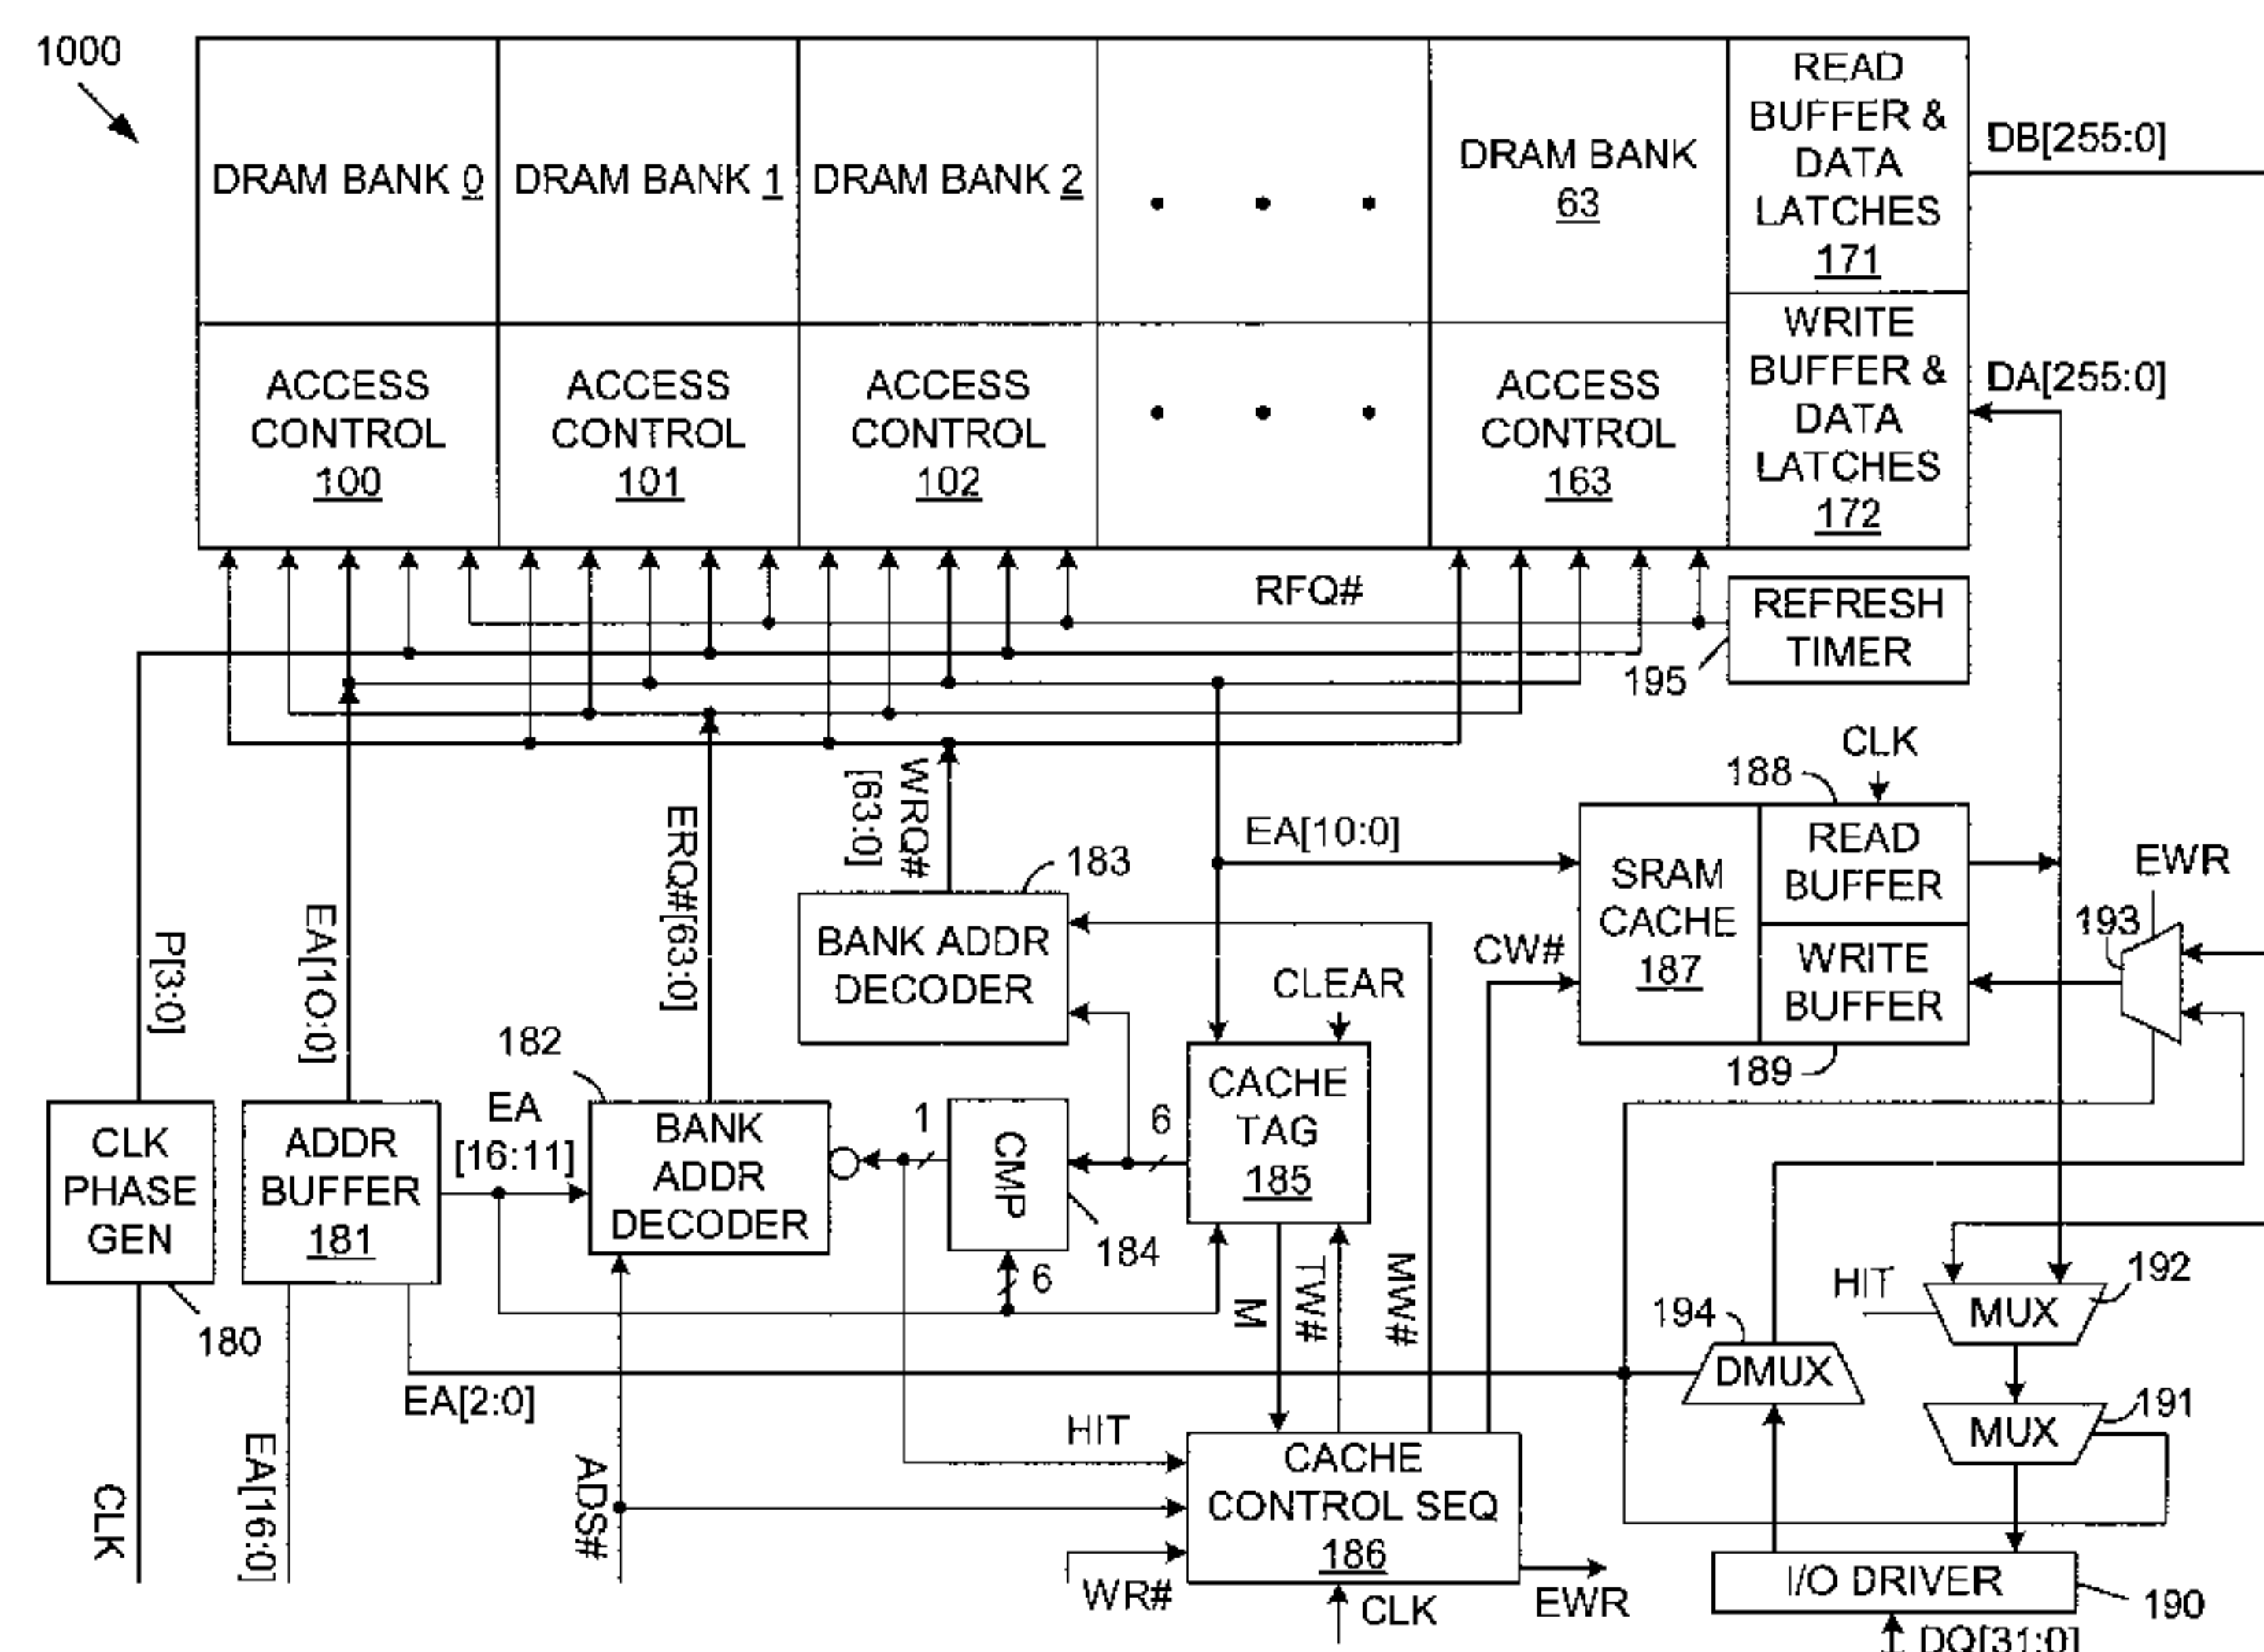 1000
DRAM BANK 0
DRAM BANK 1
DRAM BANK 2
DRAM BANK
63
READ
BUFFER &
DATA
LATCHES
171
DB[255:0]
ACCESS
CONTROL
100
ACCESS
CONTROL
101
ACCESS
CONTROL
102
ACCESS
CONTROL
163
WRITE
BUFFER &
DATA
LATCHES
172
DA[255:0]
RFQ#
REFRESH
TIMER
195
CLK
188
WRQ#
[63:0]
ERQ#[63:0]
EA[10:0]
P[3:0]
EA[10:0]
183
BANK ADDR
DECODER
SRAM
CACHE
187
READ
BUFFER
WRITE
BUFFER
189
EWR
193
CW#
CLEAR
182
CLK
PHASE
GEN
180
ADDR
BUFFER
181
EA
[16:11]
BANK
ADDR
DECODER
1
CMP
184
6
6
CACHE
TAG
185
M
TW#
MW#
HIT
MUX
192
194
DMUX
MUX
191
EA[2:0]
CLK
EA[16:0]
ADS#
HIT
CACHE
CONTROL SEQ
186
WR#
CLK
EWR
I/O DRIVER
190
DQ[31:0]